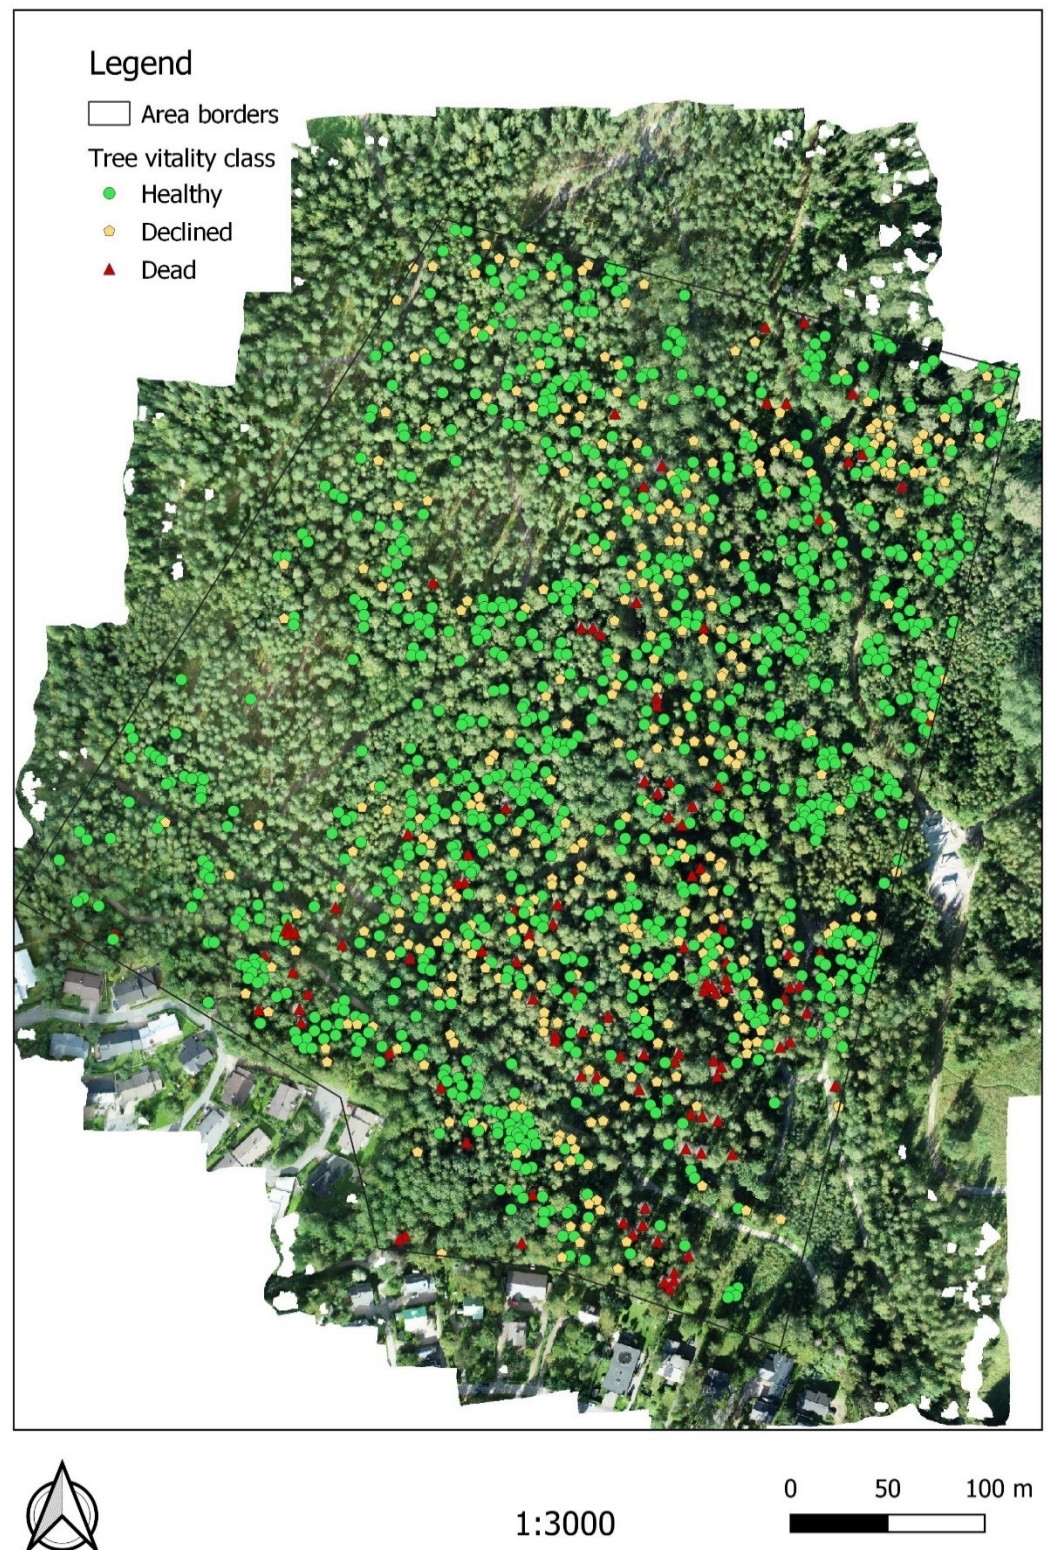 Legend
Area borders
Tree vitality class
Healthy
Declined
Dead
1:3000
0 50 100 m